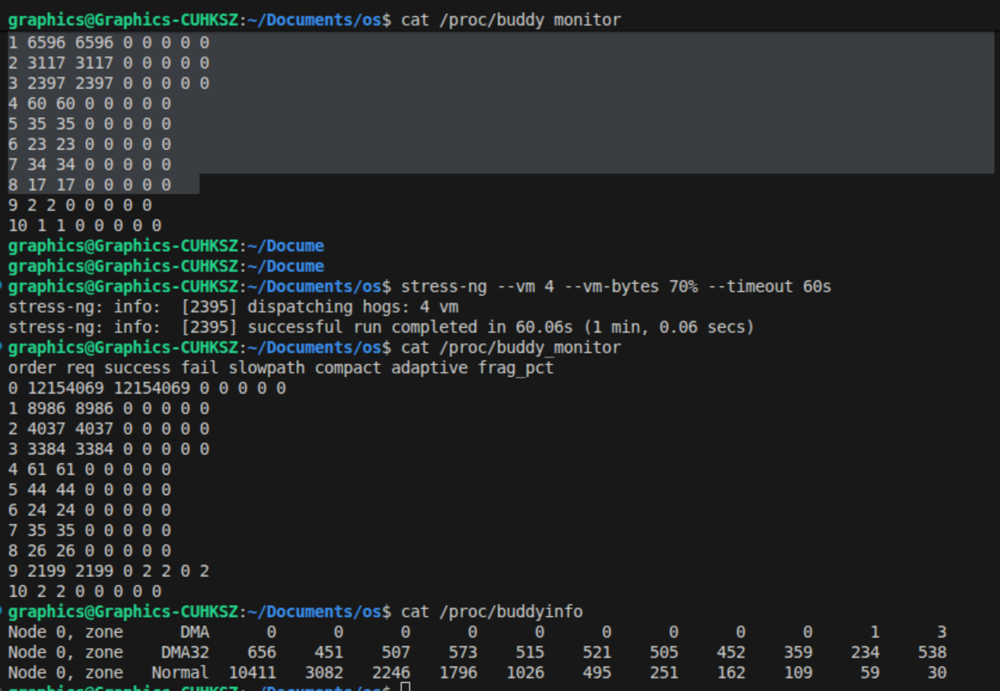 graphics@Graphics-CUHKSZ:~/Documents/os$ cat /proc/buddy monitor
1 6596 6596 0 0 0 0 0
2 3117 3117 0 0 0 0 0
3 2397 2397 0 0 0 0 0
4 60 60 0 0 0 0 0
5 35 35 0 0 0 0 0
6 23 23 0 0 0 0 0
7 34 34 0 0 0 0 0
8 17 17 0 0 0 0 0
9 2 2 0 0 0 0 0
10 1 1 0 0 0 0 0
graphics@Graphics-CUHKSZ:~/Docume
graphics@Graphics-CUHKSZ:~/Docume
graphics@Graphics-CUHKSZ:~/Documents/os$ stress-ng --vm 4 --vm-bytes 70% --timeout 60s
stress-ng: info:  [2395] dispatching hogs: 4 vm
stress-ng: info:  [2395] successful run completed in 60.06s (1 min, 0.06 secs)
graphics@Graphics-CUHKSZ:~/Documents/os$ cat /proc/buddy_monitor
order req success fail slowpath compact adaptive frag_pct
0 12154069 12154069 0 0 0 0 0
1 8986 8986 0 0 0 0 0
2 4037 4037 0 0 0 0 0
3 3384 3384 0 0 0 0 0
4 61 61 0 0 0 0 0
5 44 44 0 0 0 0 0
6 24 24 0 0 0 0 0
7 35 35 0 0 0 0 0
8 26 26 0 0 0 0 0
9 2199 2199 0 2 2 0 2
10 2 2 0 0 0 0 0
graphics@Graphics-CUHKSZ:~/Documents/os$ cat /proc/buddyinfo
Node 0, zone      DMA      0      0      0      0      0      0      0      0      0      1      3
Node 0, zone    DMA32    656    451    507    573    515    521    505    452    359    234    538
Node 0, zone   Normal  10411   3082   2246   1796   1026    495    251    162    109     59     30